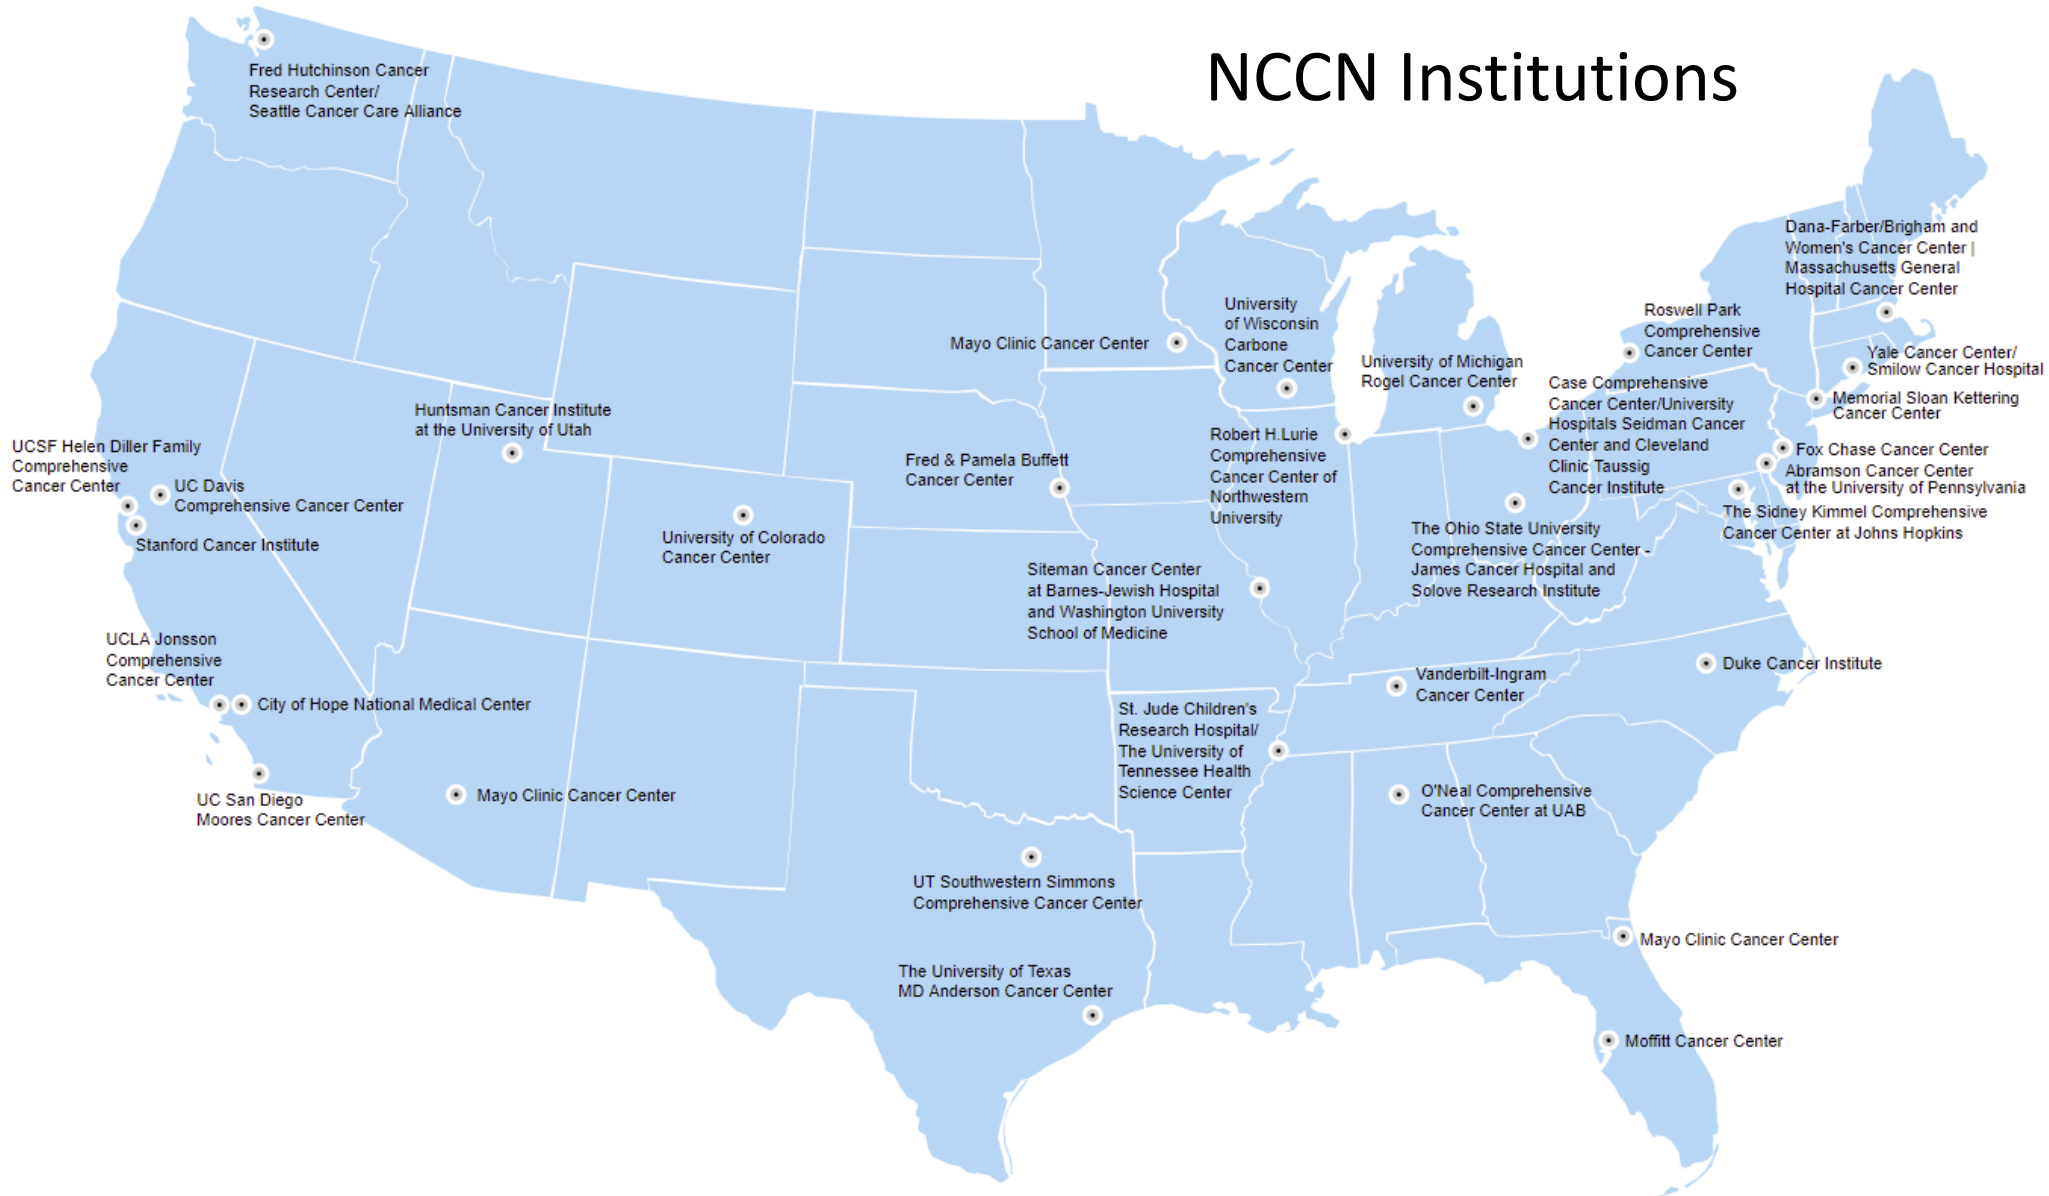 NCCN Institutions
Fred Hutchinson Cancer
Research Center/
Seattle Cancer Care Alliance
Dana-Farber/Brigham and
Women's Cancer Center |
Massachusetts General
Hospital Cancer Center
University
of Wisconsin
Carbone
Cancer Center
Roswell Park
Comprehensive
Cancer Center
Mayo Clinic Cancer Center
University of Michigan
Rogel Cancer Center
Yale Cancer Center/
Smilow Cancer Hospital
Case Comprehensive
Cancer Center/University
Hospitals Seidman Cancer
Center and Cleveland
Clinic Taussig
Cancer Institute
Memorial Sloan Kettering
Cancer Center
Huntsman Cancer Institute
at the University of Utah
Robert H.Lurie
Comprehensive
Cancer Center of
Northwestern
University
UCSF Helen Diller Family
Comprehensive
Cancer Center
Fox Chase Cancer Center
Fred & Pamela Buffett
Cancer Center
Abramson Cancer Center
at the University of Pennsylvania
UC Davis
Comprehensive Cancer Center
The Sidney Kimmel Comprehensive
Cancer Center at Johns Hopkins
Stanford Cancer Institute
University of Colorado
Cancer Center
The Ohio State University
Comprehensive Cancer Center -
James Cancer Hospital and
Solove Research Institute
Siteman Cancer Center
at Barnes-Jewish Hospital
and Washington University
School of Medicine
UCLA Jonsson
Comprehensive
Cancer Center
Duke Cancer Institute
Vanderbilt-Ingram
Cancer Center
City of Hope National Medical Center
St. Jude Children's
Research Hospital/
The University of
Tennessee Health
Science Center
UC San Diego
Moores Cancer Center
Mayo Clinic Cancer Center
O'Neal Comprehensive
Cancer Center at UAB
UT Southwestern Simmons
Comprehensive Cancer Center
Mayo Clinic Cancer Center
The University of Texas
MD Anderson Cancer Center
Moffitt Cancer Center